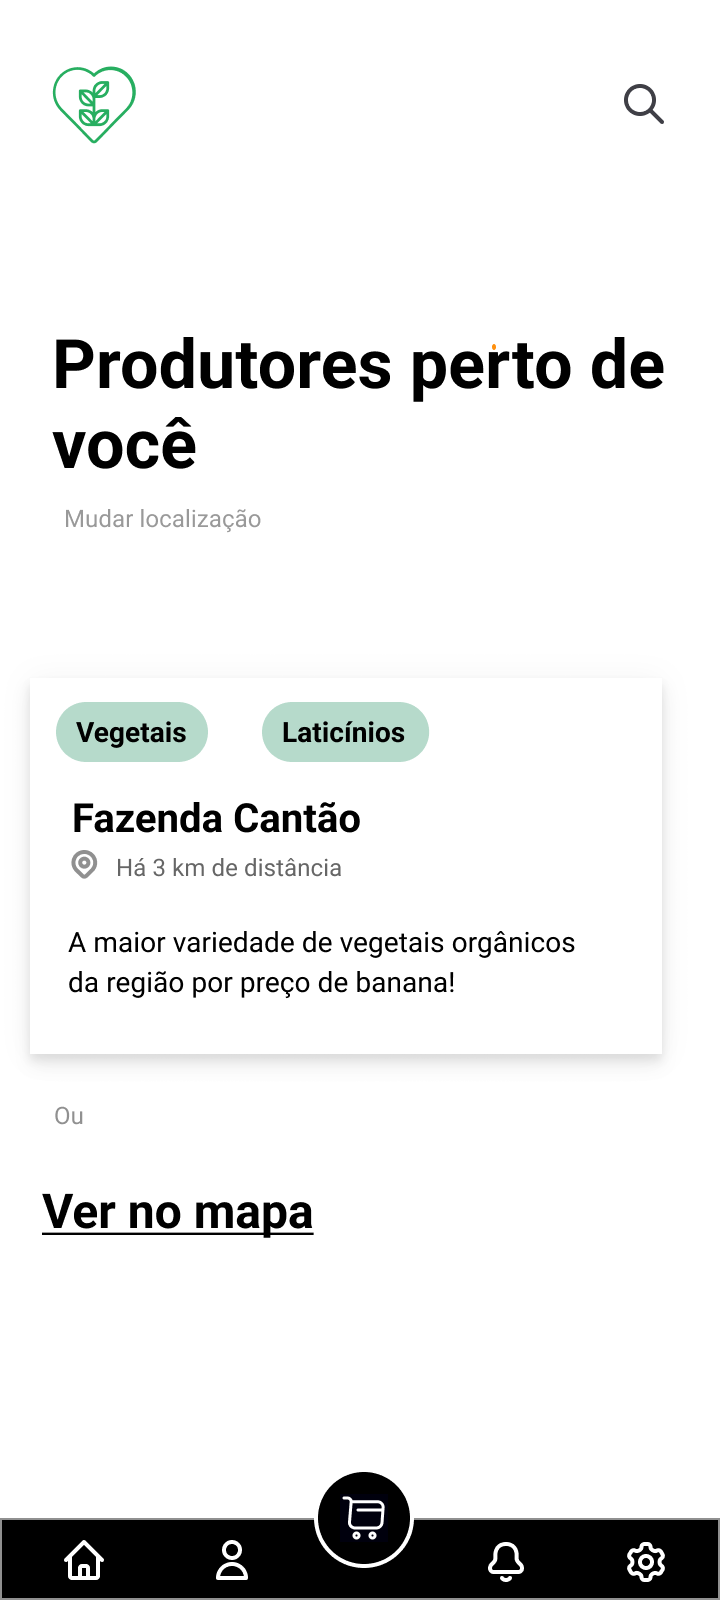 Produtores perto de
você
Mudar localização
Vegetais
Laticínios
Fazenda Cantão
Há 3 km de distância
A maior variedade de vegetais orgânicos
da região por preço de banana!
Ou
Ver no mapa